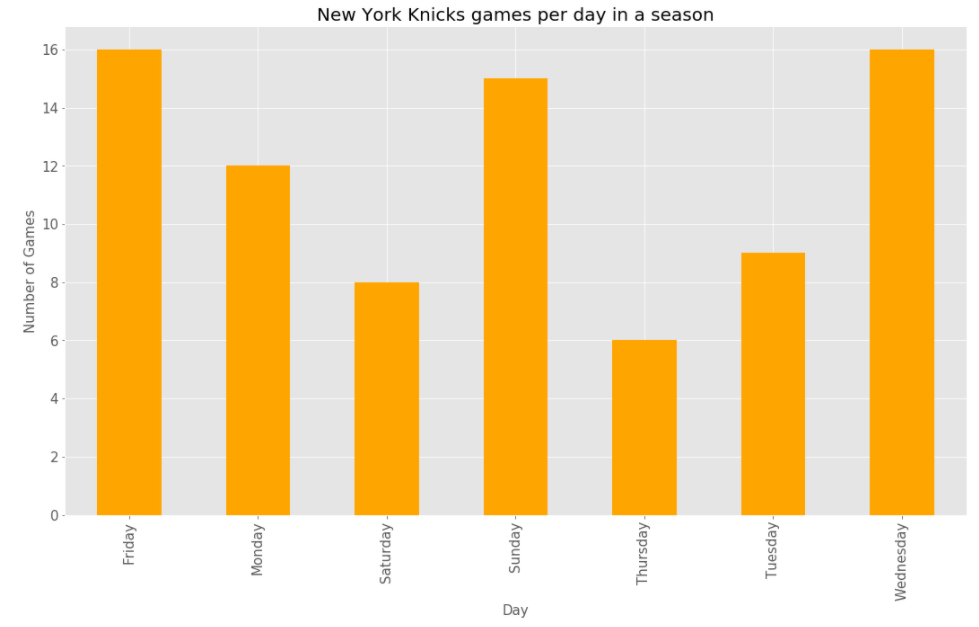 New York Knicks games per day in a season
Number of Games
16
14
12
10
8
6
4
2
0
Friday
Monday
Saturday
Sunday
Thursday
Tuesday
Wednesday
Day